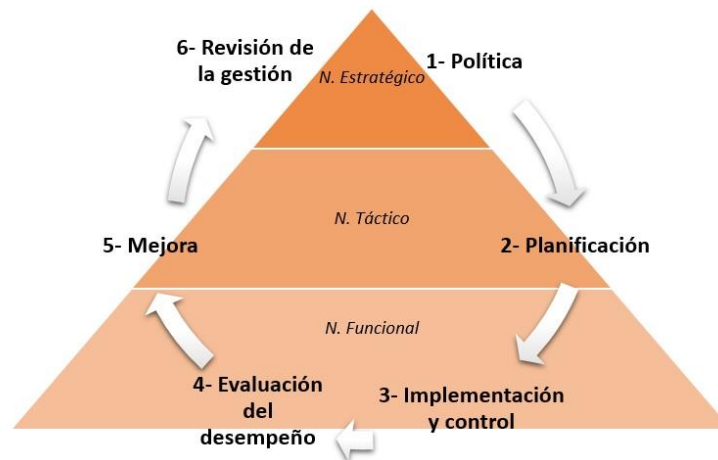 6- Revisión de
la gestión
N. Estratégico
1- Política
N. Táctico
5- Mejora
2- Planificación
N. Funcional
4- Evaluación
del
desempeño
3- Implementación
y control